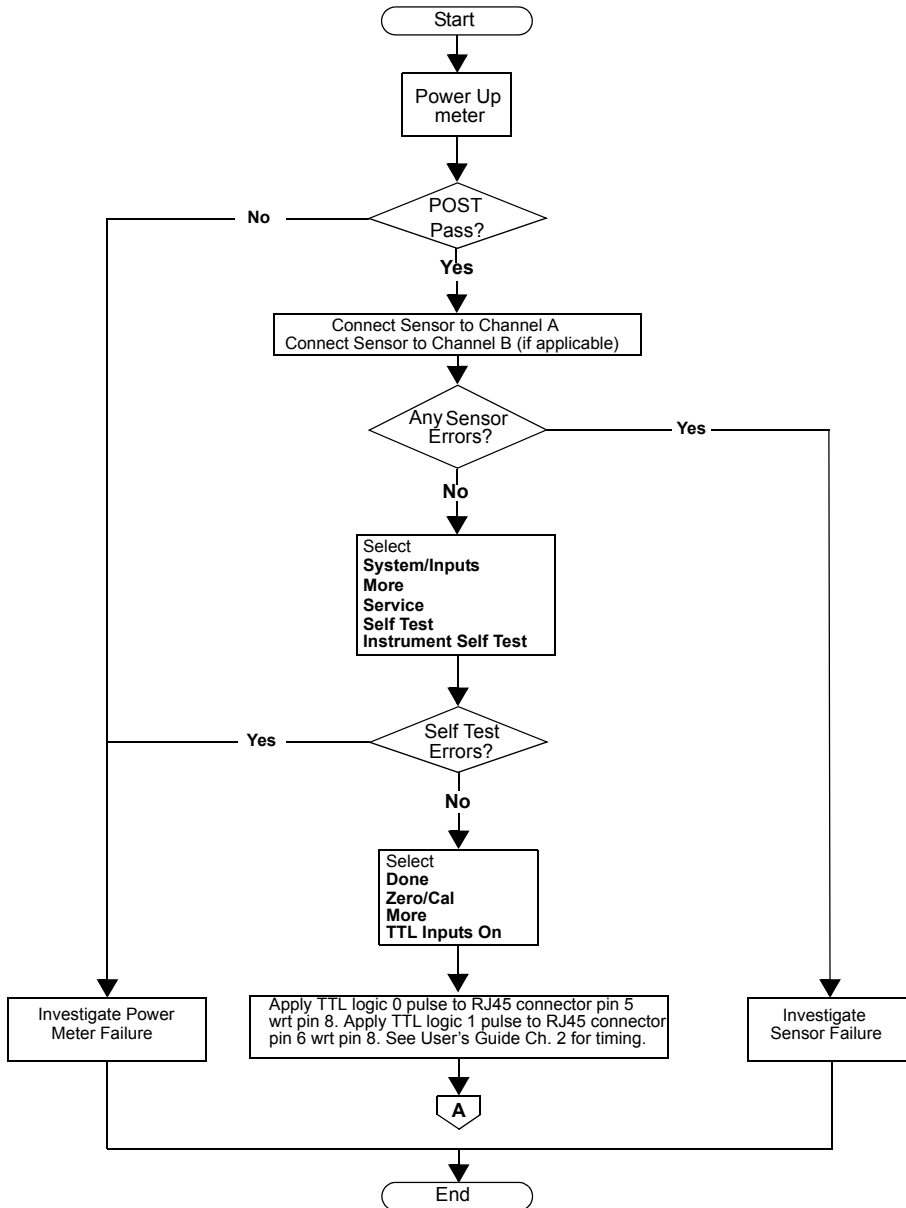 Start
Power Up
meter
POST
Pass?
No
Yes
Connect Sensor to Channel A
Connect Sensor to Channel B (if applicable)
Any Sensor
Errors?
Yes
No
Select
System/Inputs
More
Service
Self Test
Instrument Self Test
Self Test
Errors?
Yes
No
Select
Done
Zero/Cal
More
TTL Inputs On
Investigate Power
Meter Failure
Apply TTL logic 0 pulse to RJ45 connector pin 5
wrt pin 8. Apply TTL logic 1 pulse to RJ45 connector
pin 6 wrt pin 8. See User's Guide Ch. 2 for timing.
Investigate
Sensor Failure
A
End